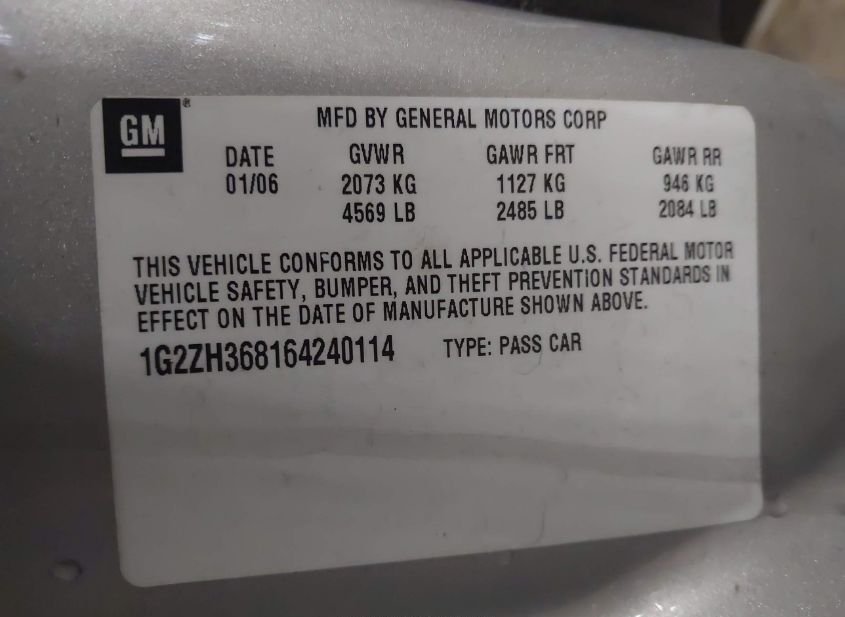 GM ®
MFD BY GENERAL MOTORS CORP
DATE GVWR GAWR FRT GAWR RR
01/06 2073 KG 1127 KG 946 KG
4569 LB 2485 LB 2084 LB
THIS VEHICLE CONFORMS TO ALL APPLICABLE U.S. FEDERAL MOTOR
VEHICLE SAFETY, BUMPER, AND THEFT PREVENTION STANDARDS IN
EFFECT ON THE DATE OF MANUFACTURE SHOWN ABOVE.
1G2ZH368164240114 TYPE: PASS CAR